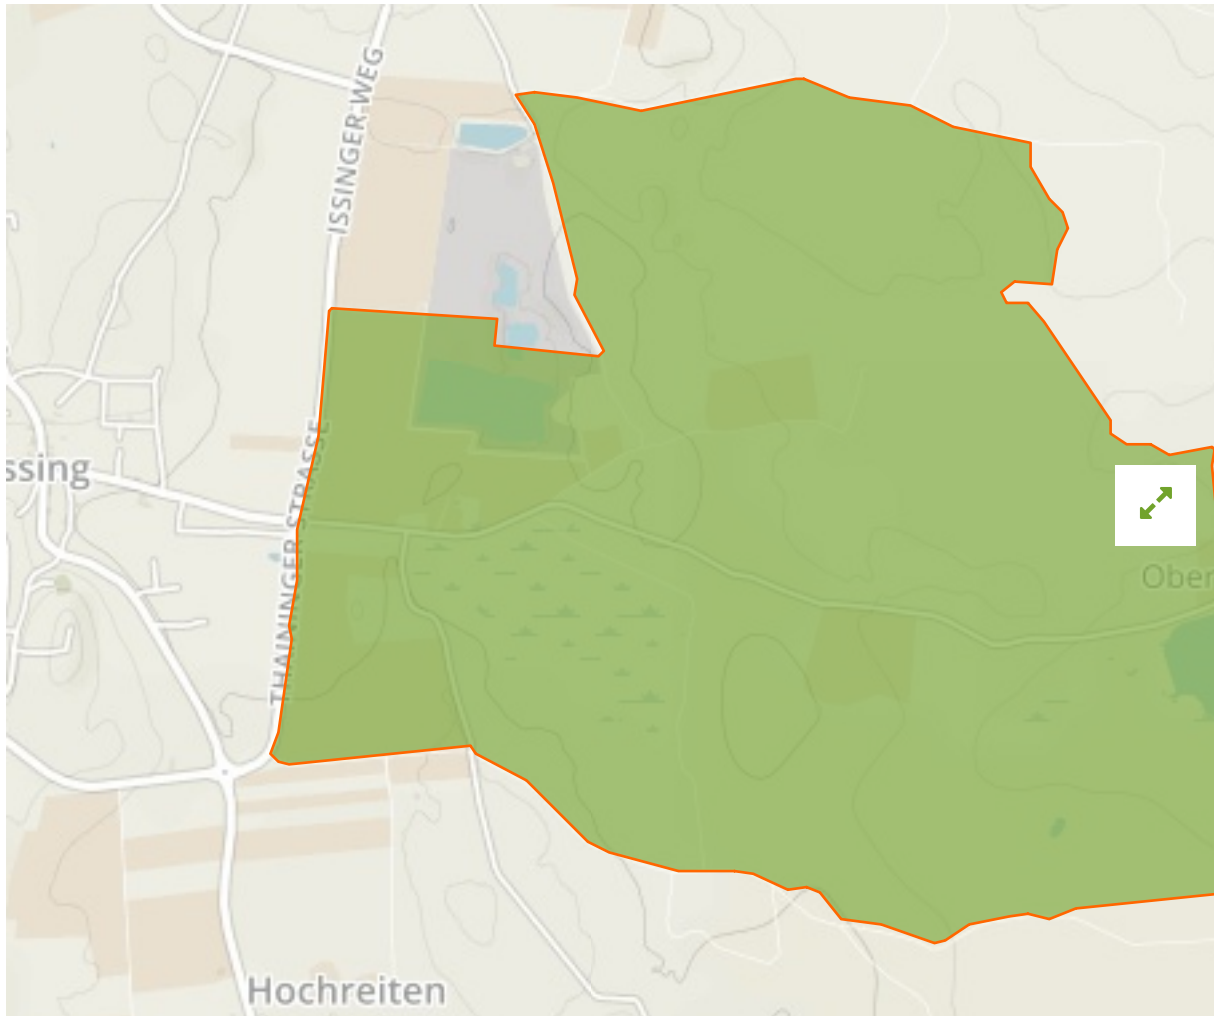 ISSINGER WEG
THAININGER STRASSE
ssing
Ober
Hochreiten